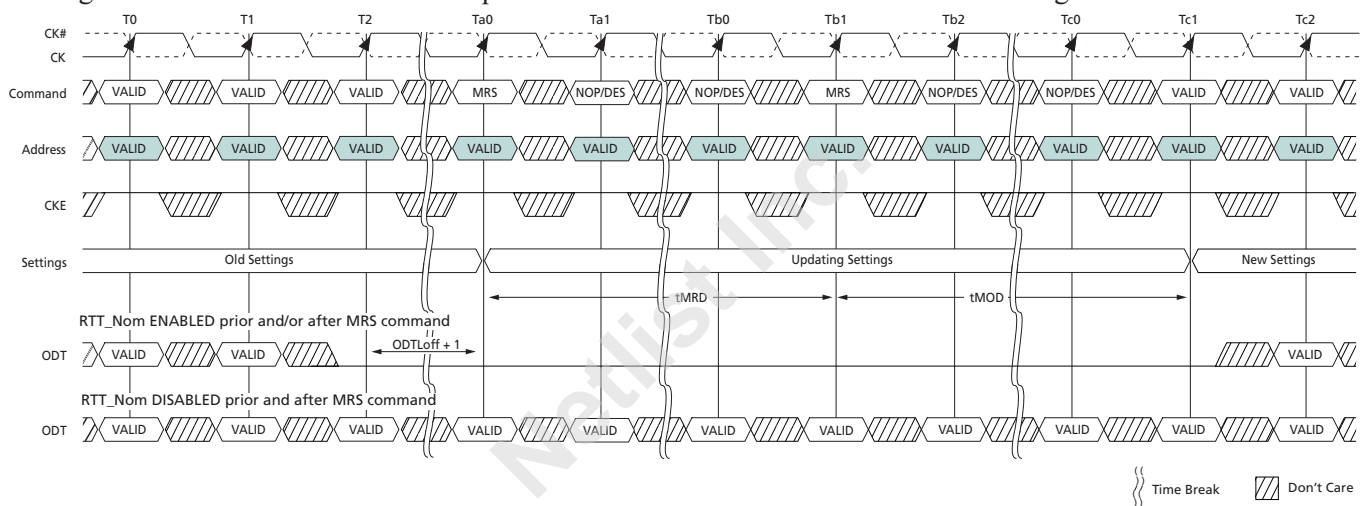 T0 T1 T2 Ta0 Ta1 Tb0 Tb1 Tb2 Tc0 Tc1 Tc2
CK#
CK
Command VALID VALID VALID MRS NOP/DES NOP/DES MRS NOP/DES NOP/DES VALID VALID
Address VALID VALID VALID VALID VALID VALID VALID VALID VALID VALID VALID
CKE
Settings Old Settings Updating Settings New Settings
tMRD tMOD
RTT_Nom ENABLED prior and/or after MRS command
ODTLoff + 1
ODT VALID VALID VALID
RTT_Nom DISABLED prior and after MRS command
ODT VALID VALID VALID VALID VALID VALID VALID VALID VALID VALID VALID
Time Break Don't Care
Netlist Inc.